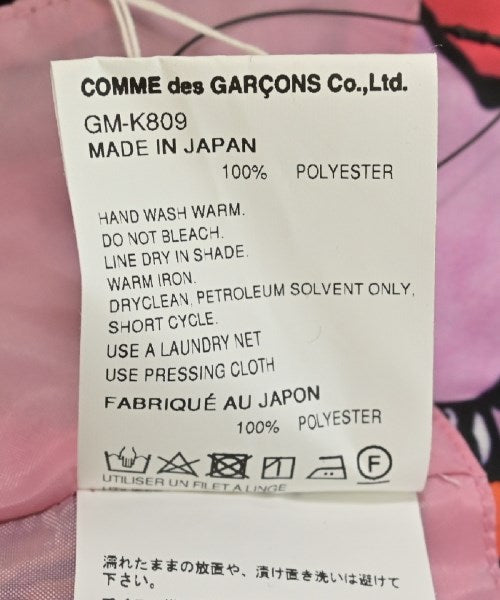 COMME des GARÇONS Co.,Ltd.
GM-K809
MADE IN JAPAN
100% POLYESTER
HAND WASH WARM.
DO NOT BLEACH.
LINE DRY IN SHADE.
WARM IRON.
DRYCLEAN, PETROLEUM SOLVENT ONLY,
SHORT CYCLE.
USE A LAUNDRY NET
USE PRESSING CLOTH
FABRIQUÉ AU JAPON
100% POLYESTER
F
UTILISER UN FILET A LINGE
濡れたままの放置や、漬け置き洗いは避けて
下さい。